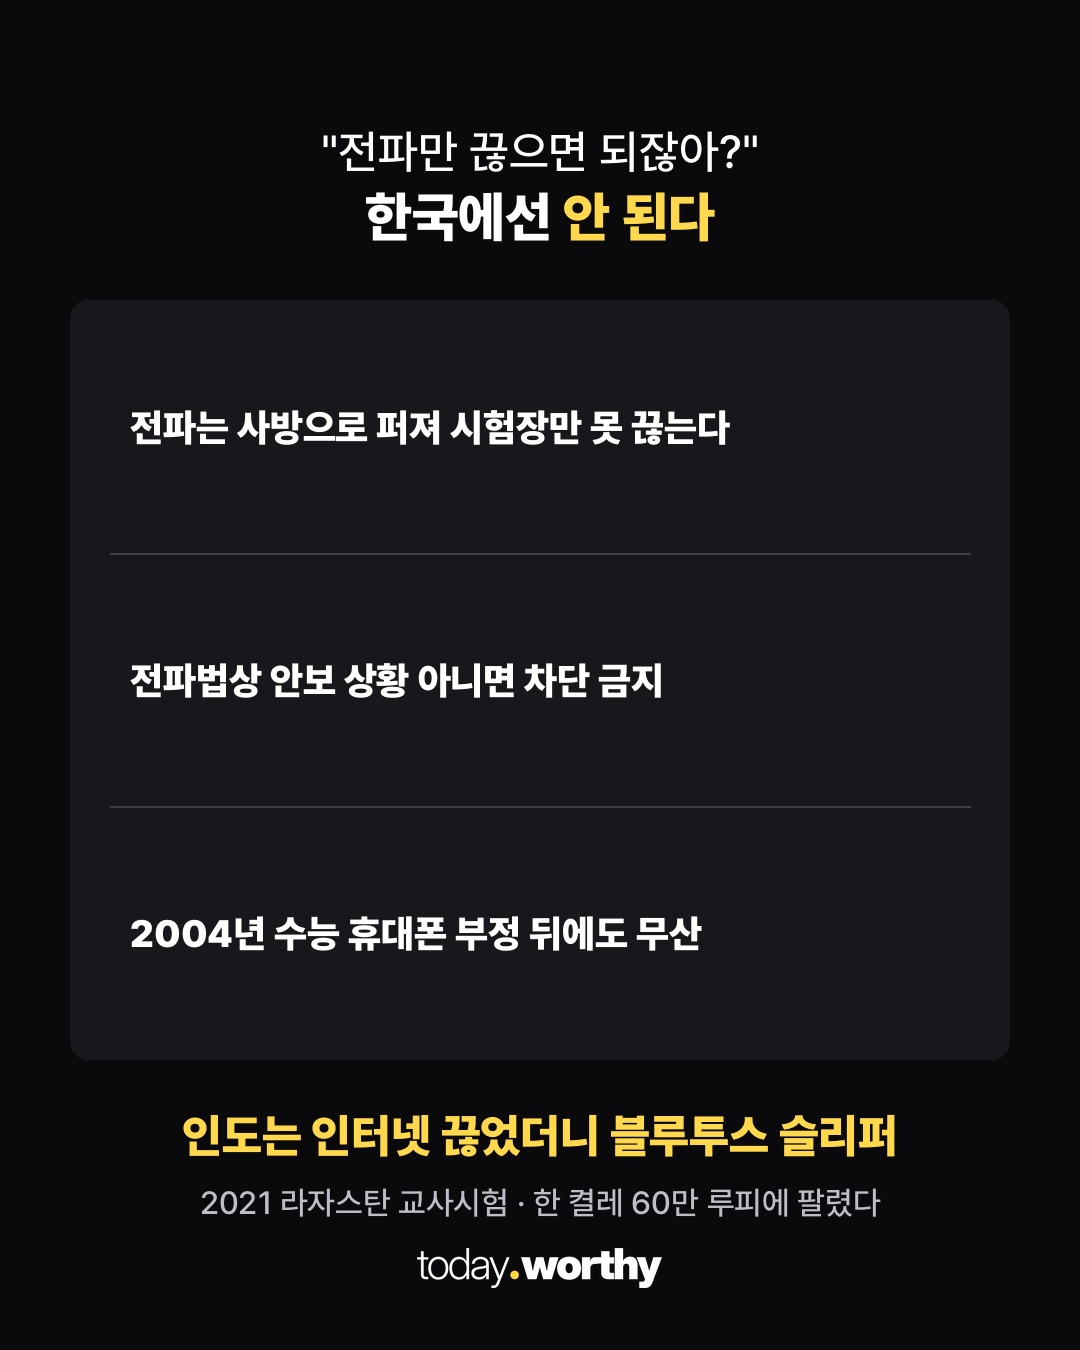 "전파만 끊으면 되잖아?"
한국에선 안 된다
전파는 사방으로 퍼져 시험장만 못 끊는다
전파법상 안보 상황 아니면 차단 금지
2004년 수능 휴대폰 부정 뒤에도 무산
인도는 인터넷 끊었더니 블루투스 슬리퍼
2021 라자스탄 교사시험 · 한 켤레 60만 루피에 팔렸다
today.worthy